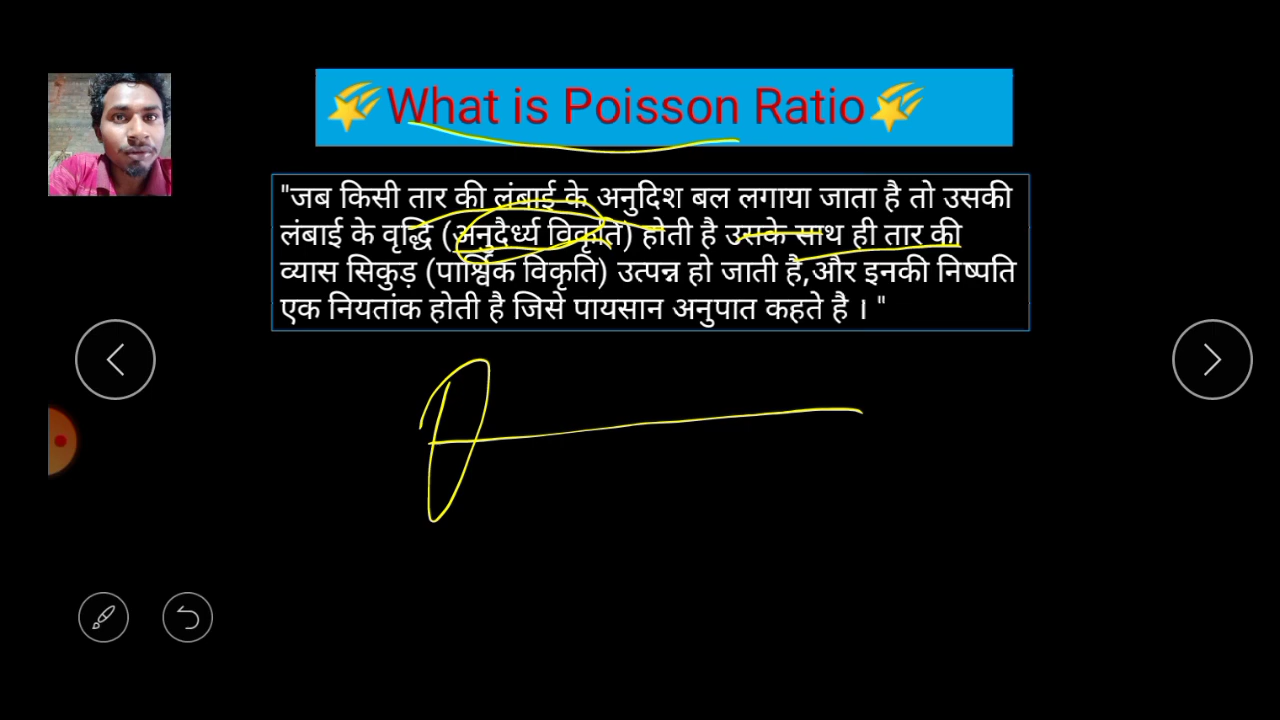 What is Poisson Ratio
"जब किसी तार की लंबाई के अनुदिश बल लगाया जाता है तो उसकी
लंबाई के वृद्धि (अनुदैर्ध्य विकृति) होती है उसके साथ ही तार की
व्यास सिकुड़ (पार्श्विक विकृति) उत्पन्न हो जाती है,और इनकी निष्पति
एक नियतांक होती है जिसे पायसान अनुपात कहते है । "